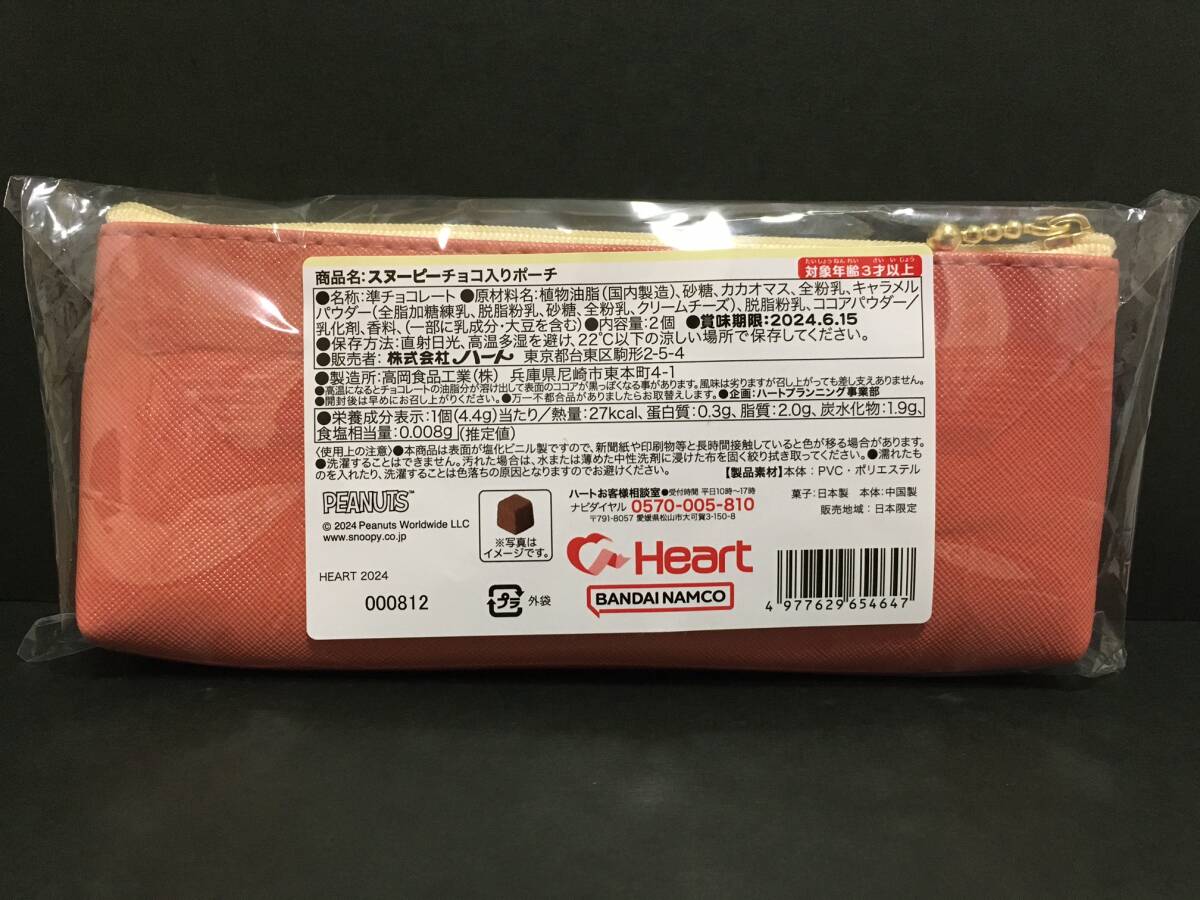 商品名:スヌーピーチョコ入りポーチ
たいしょうねんれい さいいじょう
対象年齢3才以上
●名称:準チョコレート ●原材料名:植物油脂(国内製造)、砂糖、カカオマス、全粉乳、キャラメル
パウダー(全脂加糖練乳、脱脂粉乳、砂糖、全粉乳、クリームチーズ)、脱脂粉乳、ココアパウダー/
乳化剤、香料、(一部に乳成分・大豆を含む)●内容量:2個 ●賞味期限:2024.6.15
●保存方法:直射日光、高温多湿を避け、22℃以下の涼しい場所で保存してください。
●販売者:株式会社ハート 東京都台東区駒形2-5-4
●製造所:高岡食品工業(株) 兵庫県尼崎市東本町4-1
●高温になるとチョコレートの油脂分が溶け出して表面のココアが黒っぽくなる事があります。風味は劣りますが召し上がっても差し支えありません。
●開封後は早めにお召し上がりください。●万一不都合品がありましたらお取替えします。●企画:ハートプランニング事業部
●栄養成分表示:1個(4.4g)当たり/熱量:27kcal、蛋白質:0.3g、脂質:2.0g、炭水化物:1.9g、
食塩相当量:0.008g(推定値)
〈使用上の注意〉●本商品は表面が塩化ビニル製ですので、新聞紙や印刷物等と長時間接触していると色が移る場合があります。
●洗濯することはできません。汚れた場合は、水または薄めた中性洗剤に浸けた布を固く絞り拭き取ってください。●濡れたも
のを入れたり、洗濯することは色落ちの原因となりますのでお避けください。 【製品素材】本体:PVC・ポリエステル
PEANUTS™
© 2024 Peanuts Worldwide LLC
www.snoopy.co.jp
HEART 2024
000812
※写真は
イメージです。
プラ 外袋
ハートお客様相談室●受付時間 平日10時〜17時
ナビダイヤル 0570-005-810
〒791-8057 愛媛県松山市大可賀3-150-8
Heart
BANDAI NAMCO
菓子:日本製 本体:中国製
販売地域:日本限定
4 977629 654647